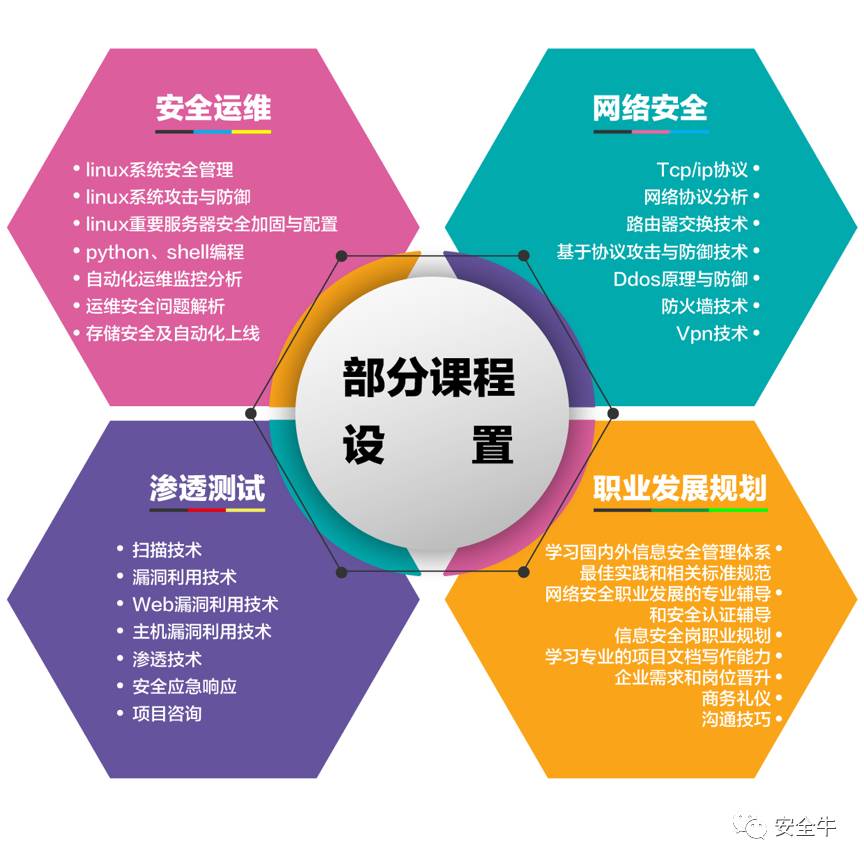 安全运维
• linux系统安全管理
• linux系统攻击与防御
• linux重要服务器安全加固与配置
• python、shell编程
• 自动化运维监控分析
• 运维安全问题解析
• 存储安全及自动化上线
网络安全
Tcp/ip协议 •
网络协议分析 •
路由器交换技术 •
基于协议攻击与防御技术 •
Ddos原理与防御 •
防火墙技术 •
Vpn技术 •
部分课程
设 置
渗透测试
• 扫描技术
• 漏洞利用技术
• Web漏洞利用技术
• 主机漏洞利用技术
• 渗透技术
• 安全应急响应
• 项目咨询
职业发展规划
学习国内外信息安全管理体系 •
最佳实践和相关标准规范
网络安全职业发展的专业辅导 •
和安全认证辅导
信息安全岗职业规划 •
学习专业的项目文档写作能力 •
企业需求和岗位晋升 •
商务礼仪 •
沟通技巧 •
安全牛